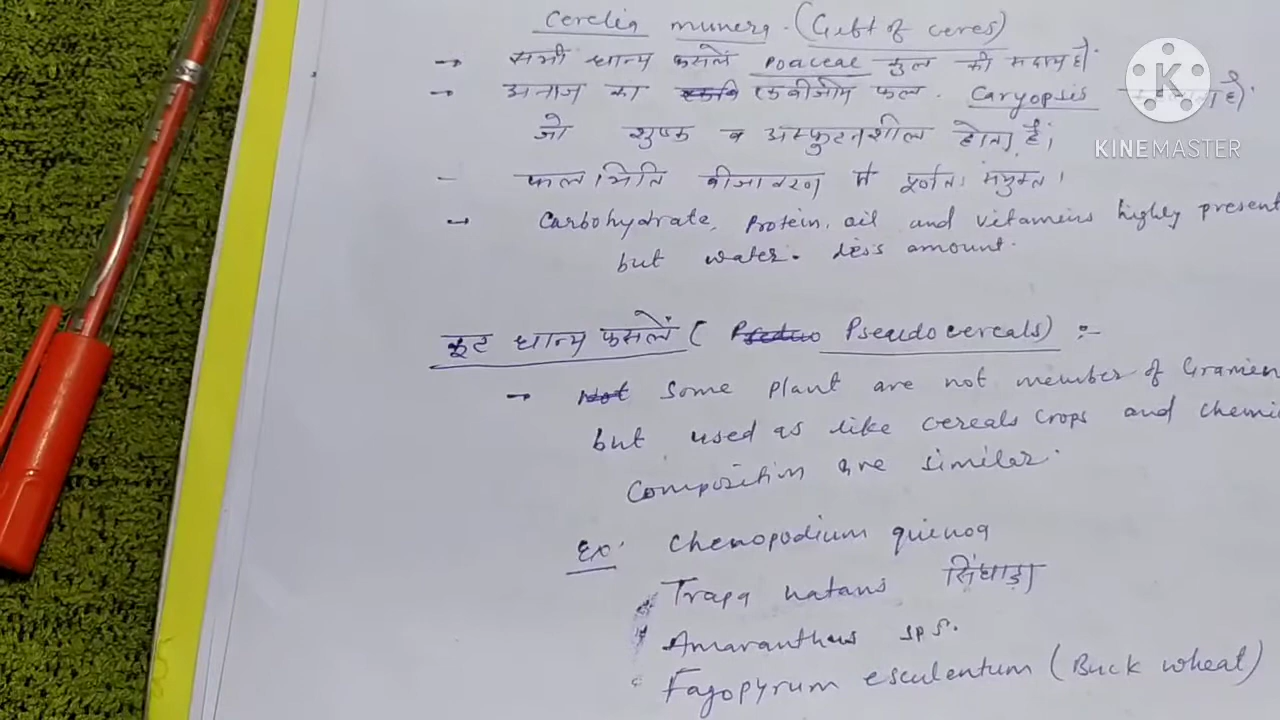 Cerelia munera. (Gift of ceres)
→ सभी धान्य फसलें Poaceae कुल की सदस्य है।
→ अनाज का एकबीजीय फल. Caryopsis है।
जो शुष्क व अस्फुटनशील होता है।
- फलभित्ति बीजावरण से पूर्णतः संयुक्त।
→ Carbohydrate, Protein, oil and vitamins highly present
but water. less amount.
कूट धान्य फसलें ( Pseudocereals) :-
→ Some plant are not member of Gramien
but used as like cereals crops and chemi
composition are similar.
Ex. Chenopodium quinoa
Trapa natans सिंघाड़ा
Amaranthus sps.
Fagopyrum esculentum (Buck wheat)
K
KINEMASTER